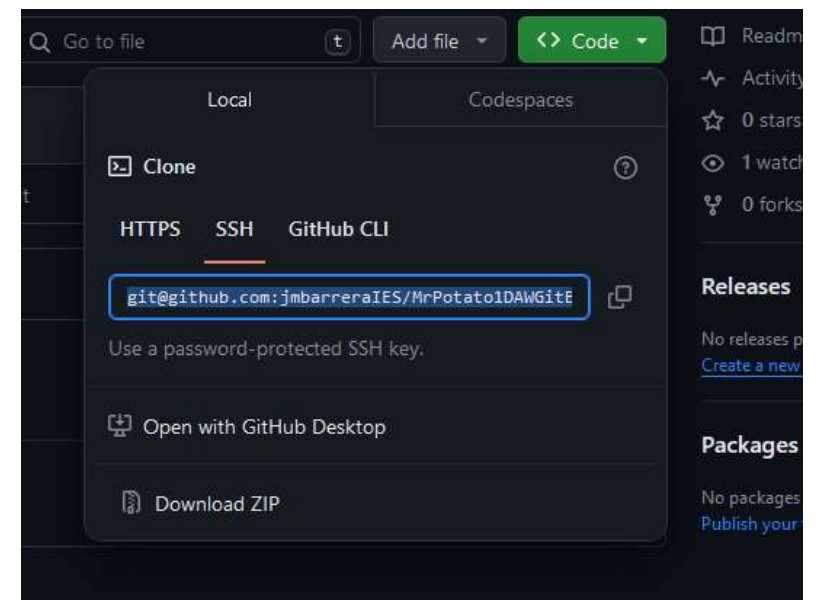 Go to file t Add file Code
Local Codespaces
Clone
HTTPS SSH GitHub CLI
git@github.com:jmbarreraIES/MrPotato1DAWGitE
Use a password-protected SSH key.
Open with GitHub Desktop
Download ZIP
t
Readm
Activity
0 stars
1 watch
0 forks
Releases
No releases p
Create a new
Packages
No packages
Publish your